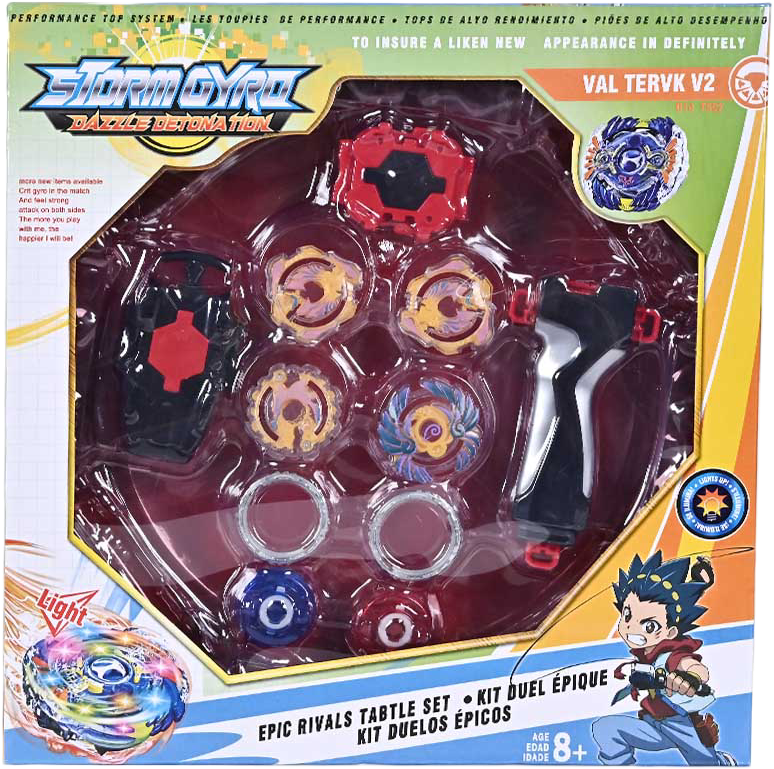 PERFORMANCE TOP SYSTEM • LES TOUPIES DE PERFORMANCE • TOPS DE ALYO RENDIMIENTO • PIÕES DE ALTO DESEMPENHO
TO INSURE A LIKEN NEW APPEARANCE IN DEFINITELY
STORM GYRO
DAZZLE DETONATION
VAL TERVK V2
more new items available
Crit gyro in the match
And feel strong
attack on both sides
The more you play
with me, the
happier I will bet
LIGHTS UP!
Light
EPIC RIVALS TABTLE SET • KIT DUEL ÉPIQUE
KIT DUELOS ÉPICOS
AGE
EDAD
IDADE
8+